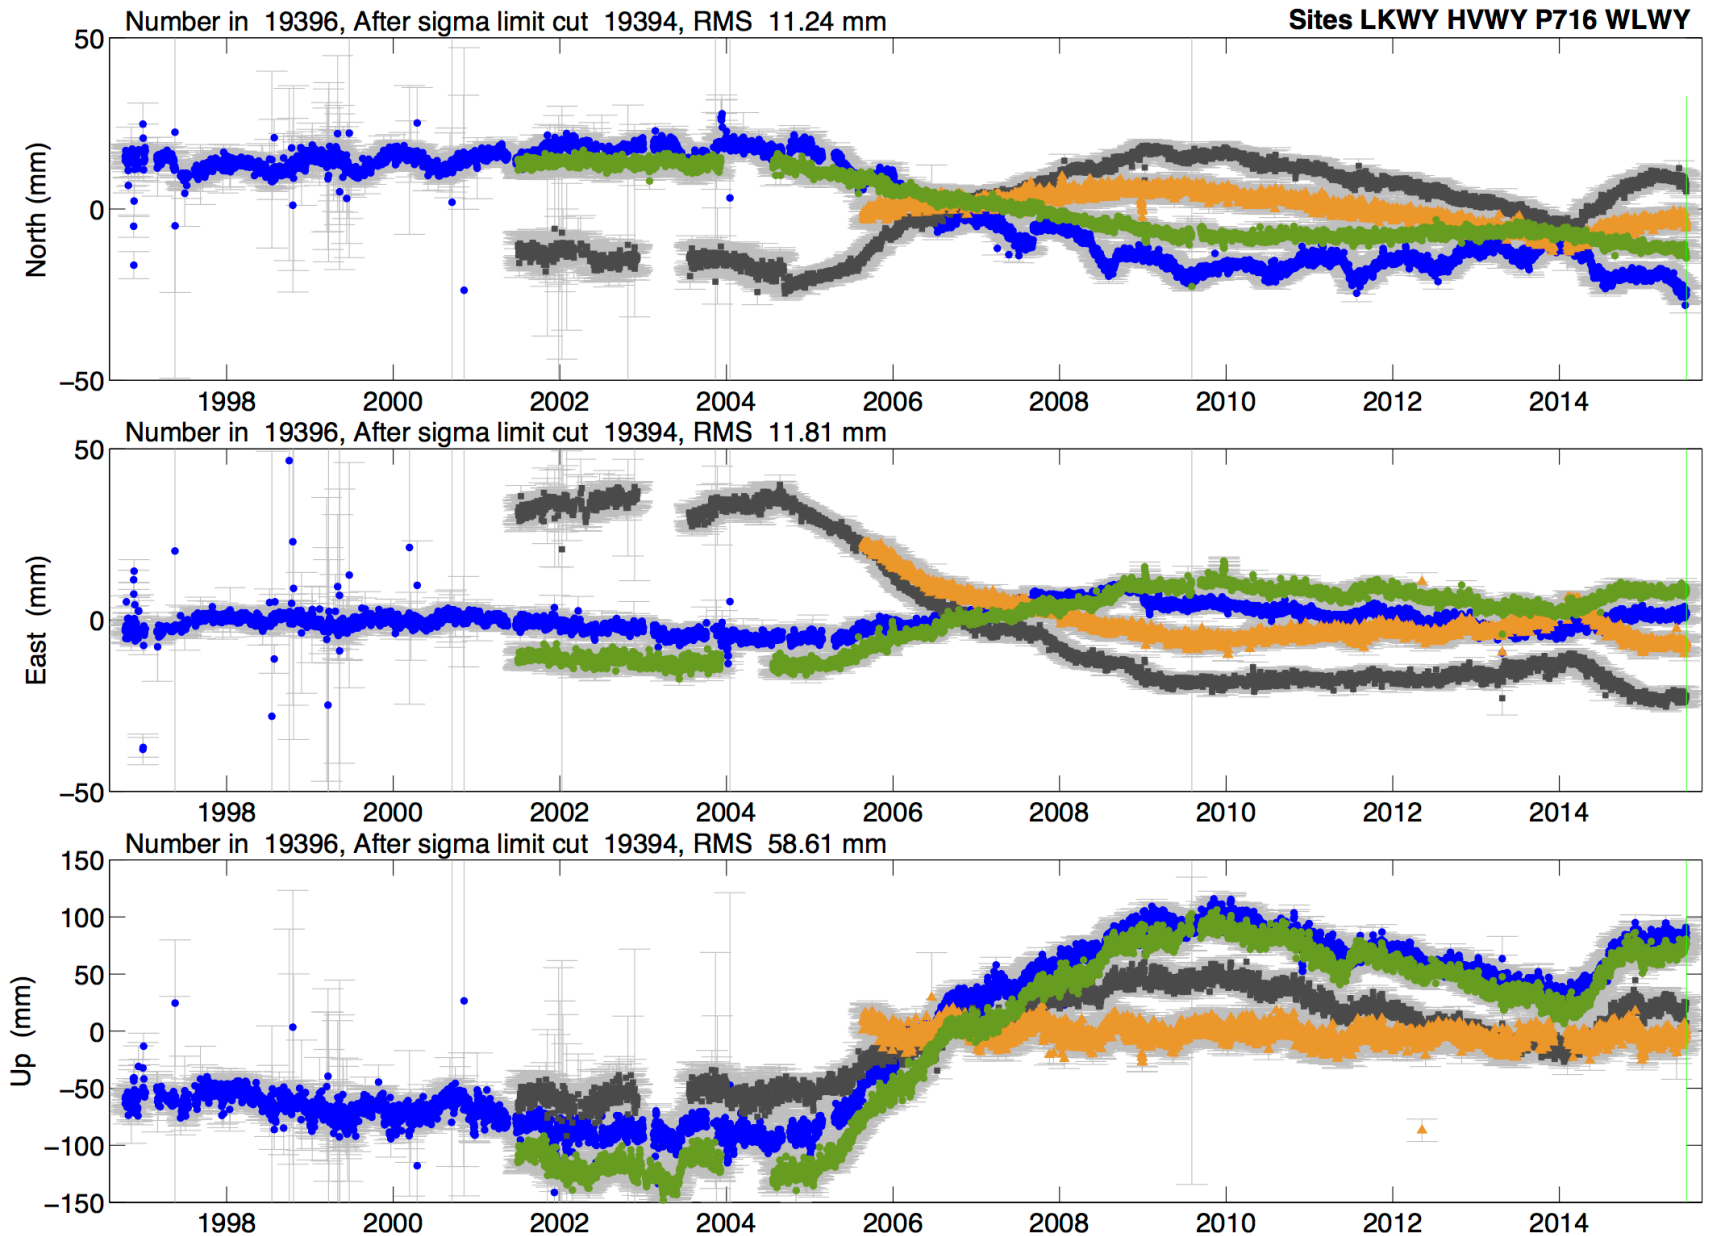 Number in 19396, After sigma limit cut 19394, RMS 11.24 mm
Sites LKWY HVWY P716 WLWY
50
0
−50
North (mm)
1998 2000 2002 2004 2006 2008 2010 2012 2014
Number in 19396, After sigma limit cut 19394, RMS 11.81 mm
50
0
−50
East (mm)
1998 2000 2002 2004 2006 2008 2010 2012 2014
Number in 19396, After sigma limit cut 19394, RMS 58.61 mm
150
100
50
0
−50
−100
−150
Up (mm)
1998 2000 2002 2004 2006 2008 2010 2012 2014